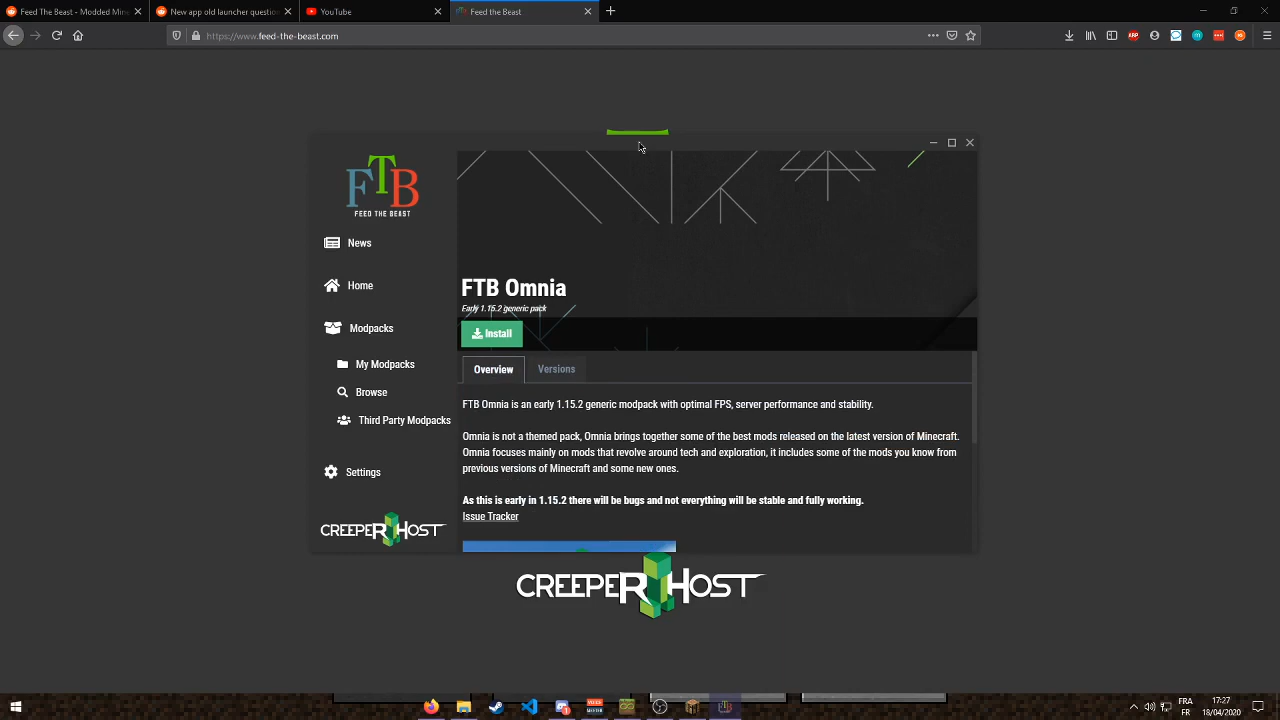 Feed The Beast - Modded Min
New app old launcher questio
YouTube
Feed the Beast
https://www.feed-the-beast.com
ABP
FTB
FEED THE BEAST
News
Home
Modpacks
My Modpacks
Browse
Third Party Modpacks
Settings
CREEPERHOST
FTB Omnia
Early 1.15.2 generic pack
Install
Overview
Versions
FTB Omnia is an early 1.15.2 generic modpack with optimal FPS, server performance and stability.
Omnia is not a themed pack, Omnia brings together some of the best mods released on the latest version of Minecraft.
Omnia focuses mainly on mods that revolve around tech and exploration, it includes some of the mods you know from
previous versions of Minecraft and some new ones.
As this is early in 1.15.2 there will be bugs and not everything will be stable and fully working.
Issue Tracker
CREEPERHOST
FRA
FR
17:27
18/04/2020